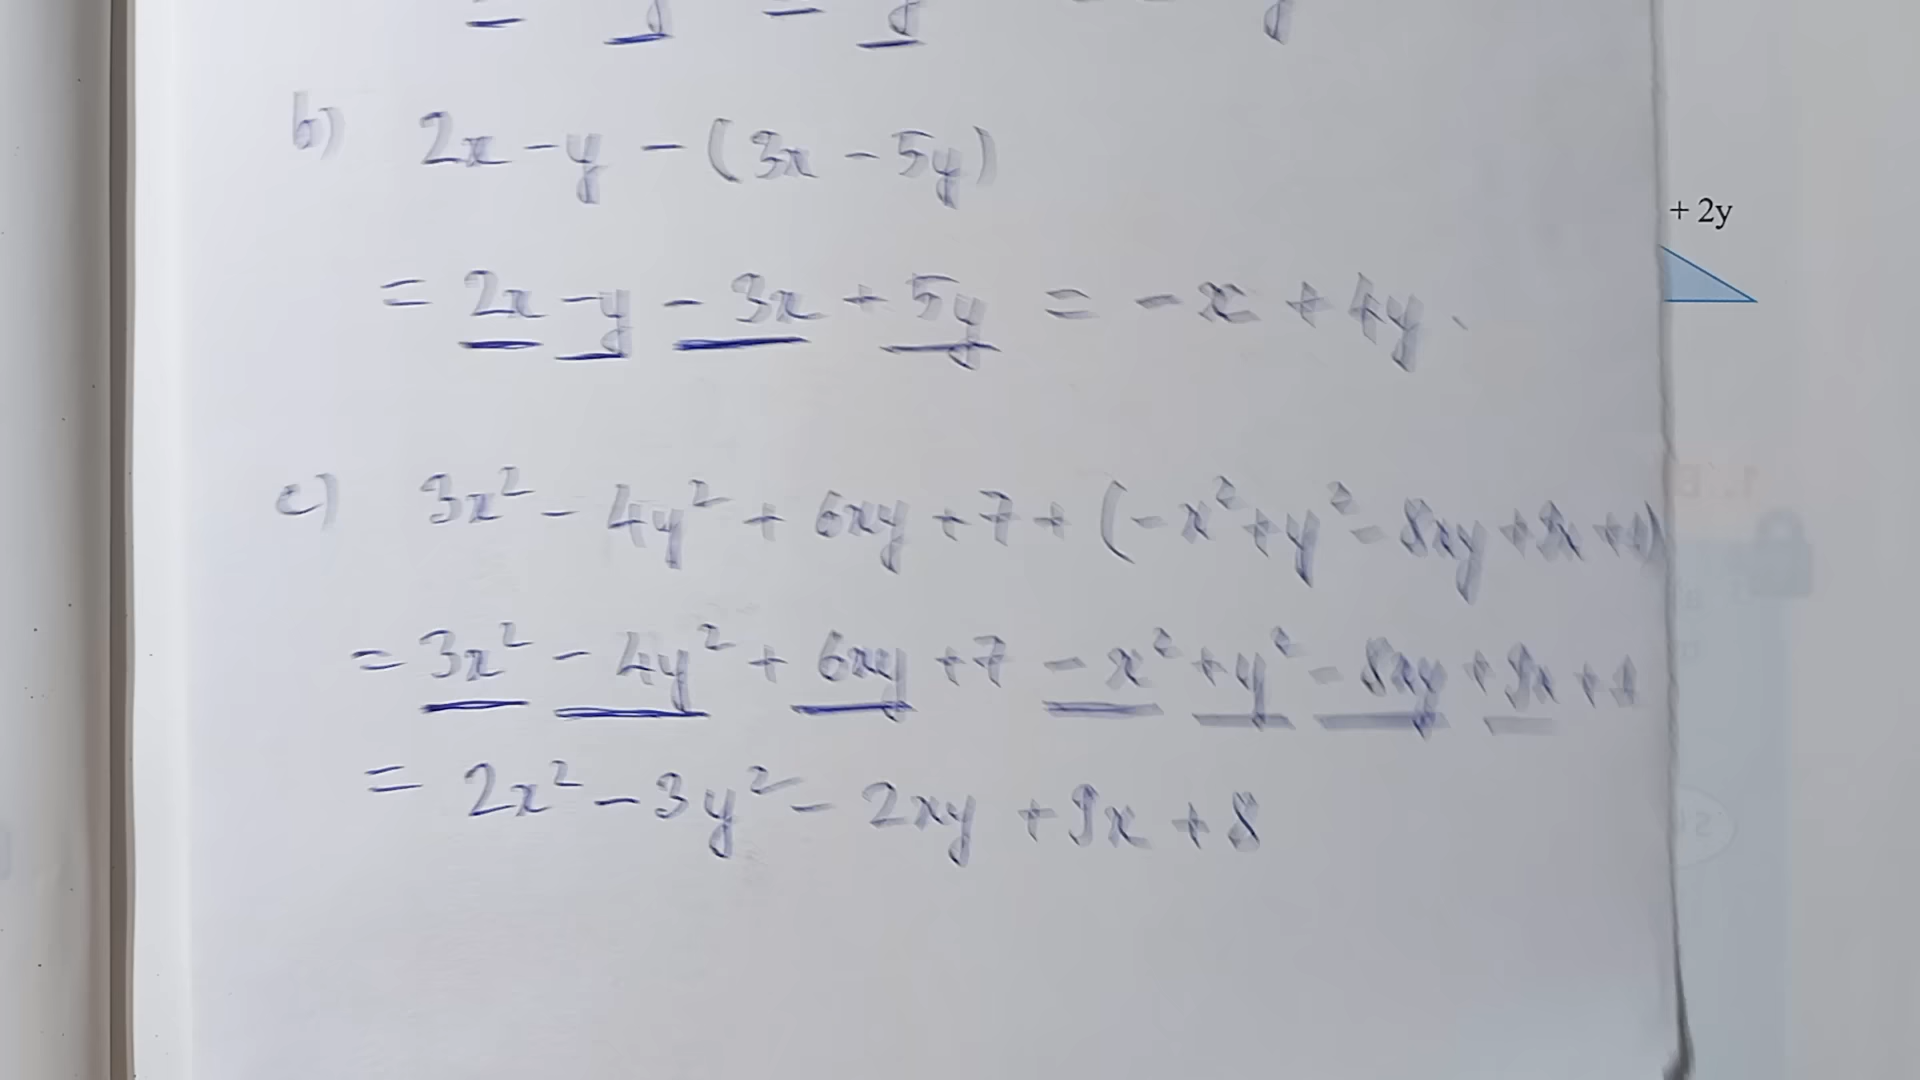 b) 2x - y - (3x - 5y)
+ 2y
= 2x - y - 3x + 5y = -x + 4y.
c) 3x² - 4y² + 6xy + 7 + (-x² + y² - 8xy + 9x + 1)
= 3x² - 4y² + 6xy + 7 - x² + y² - 8xy + 9x + 1
= 2x² - 3y² - 2xy + 9x + 8